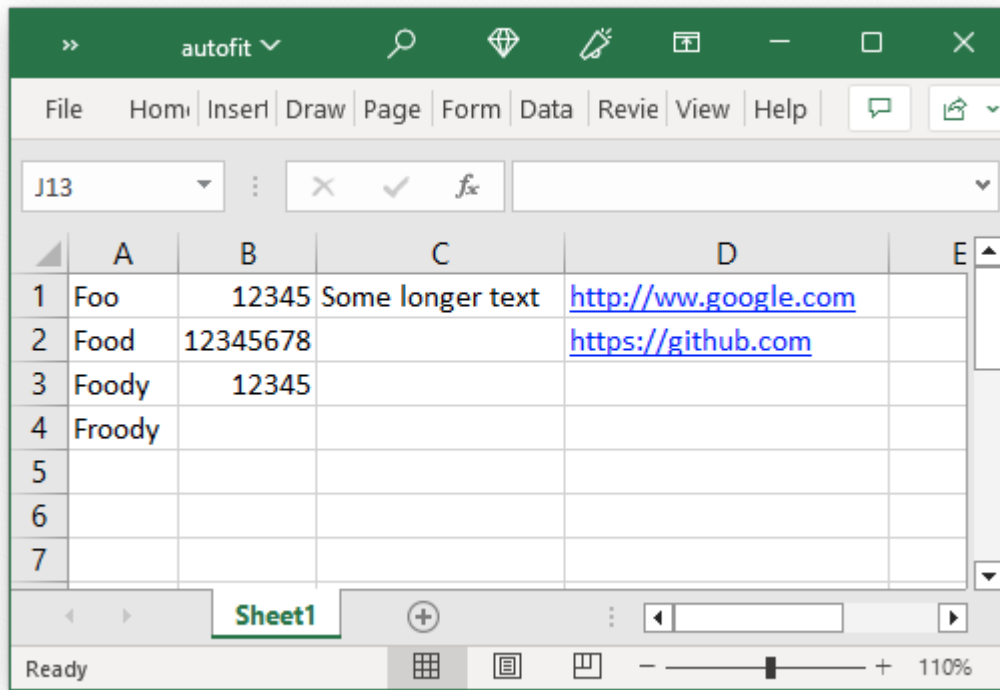 » autofit
File Hom Insert Draw Page Form Data Revie View Help
J13 fx
A B C D E
1 Foo 12345 Some longer text http://ww.google.com
2 Food 12345678 https://github.com
3 Foody 12345
4 Froody
5
6
7
Sheet1
Ready 110%